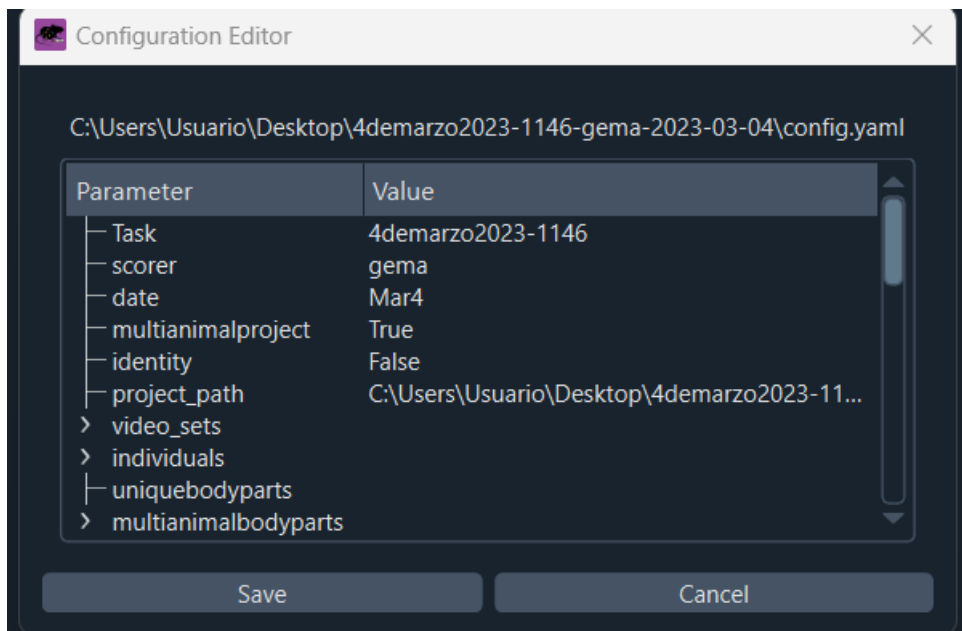 Configuration Editor
C:\Users\Usuario\Desktop\4demarzo2023-1146-gema-2023-03-04\config.yaml
Parameter Value
Task 4demarzo2023-1146
scorer gema
date Mar4
multianimalproject True
identity False
project_path C:\Users\Usuario\Desktop\4demarzo2023-11...
video_sets
individuals
uniquebodyparts
multianimalbodyparts
Save Cancel